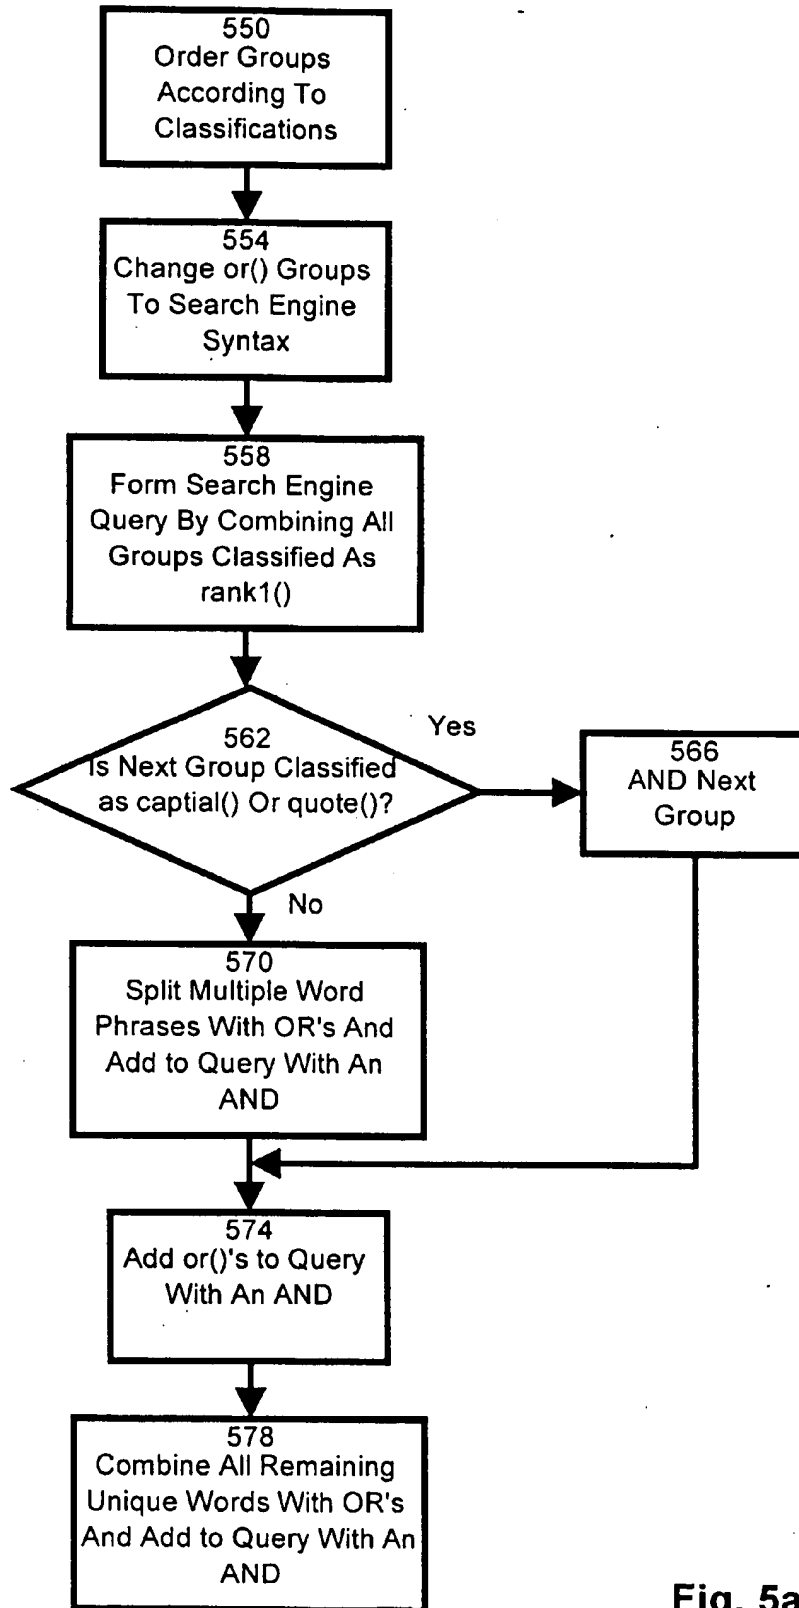 550
Order Groups
According To
Classifications
554
Change or() Groups
To Search Engine
Syntax
558
Form Search Engine
Query By Combining All
Groups Classified As
rank1()
562
Is Next Group Classified
as captial() Or quote()?
Yes
566
AND Next
Group
No
570
Split Multiple Word
Phrases With OR's And
Add to Query With An
AND
574
Add or()'s to Query
With An AND
578
Combine All Remaining
Unique Words With OR's
And Add to Query With An
AND
Fig. 5a